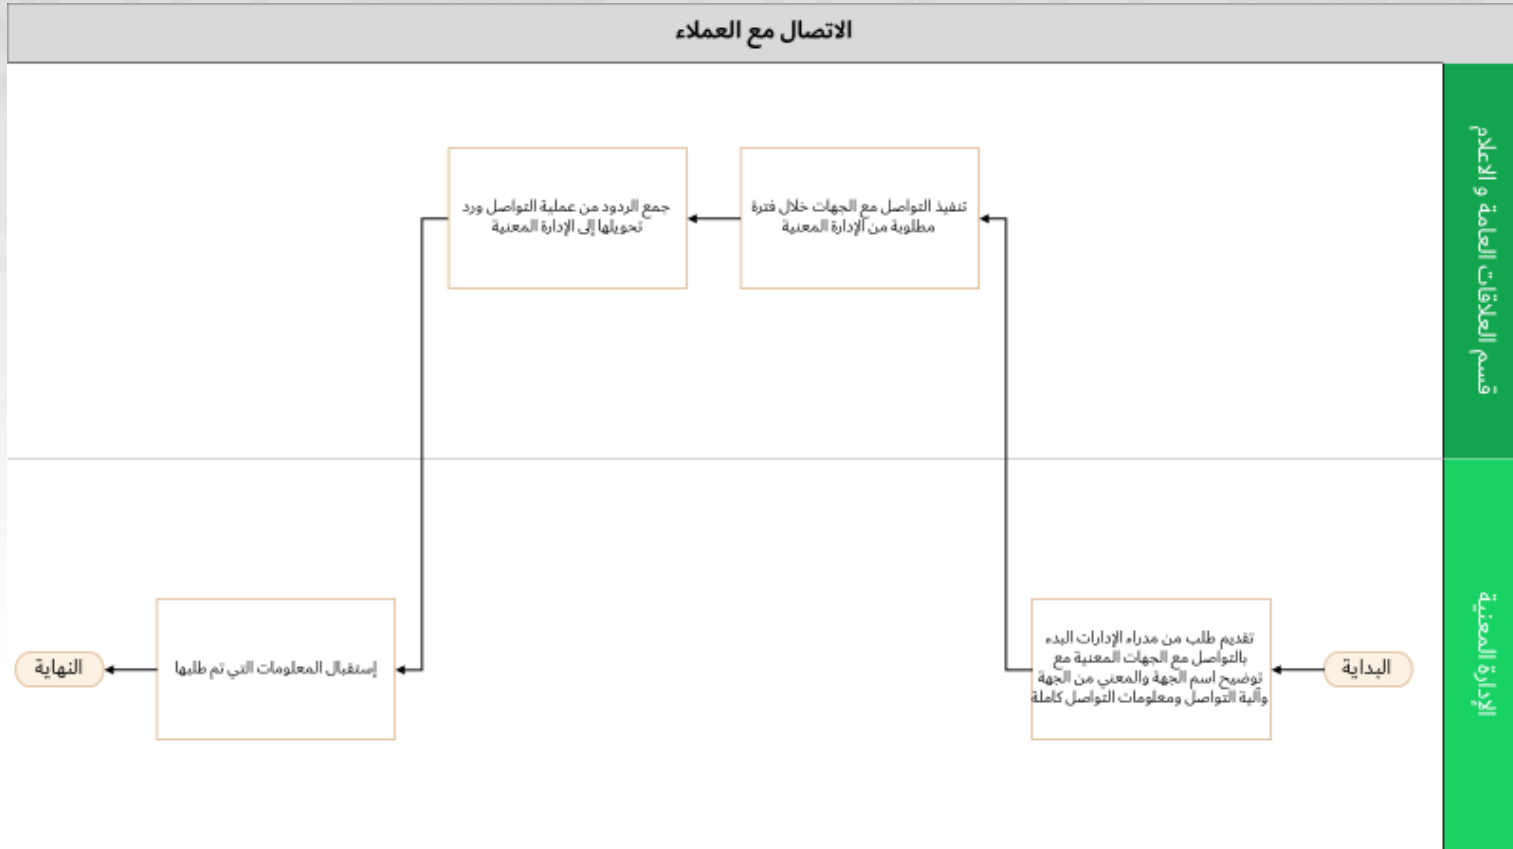 الاتصال مع العملاء
قسم العلاقات العامة و الاعلام
تنفيذ التواصل مع الجهات خلال فترة
مطلوبة من الإدارة المعنية
جمع الردود من عملية التواصل ورد
تحويلها إلى الإدارة المعنية
الإدارة المعنية
البداية
تقديم طلب من مدراء الإدارات البدء
بالتواصل مع الجهات المعنية مع
توضيح اسم الجهة والمعني من الجهة
وآلية التواصل ومعلومات التواصل كاملة
إستقبال المعلومات التي تم طلبها
النهاية